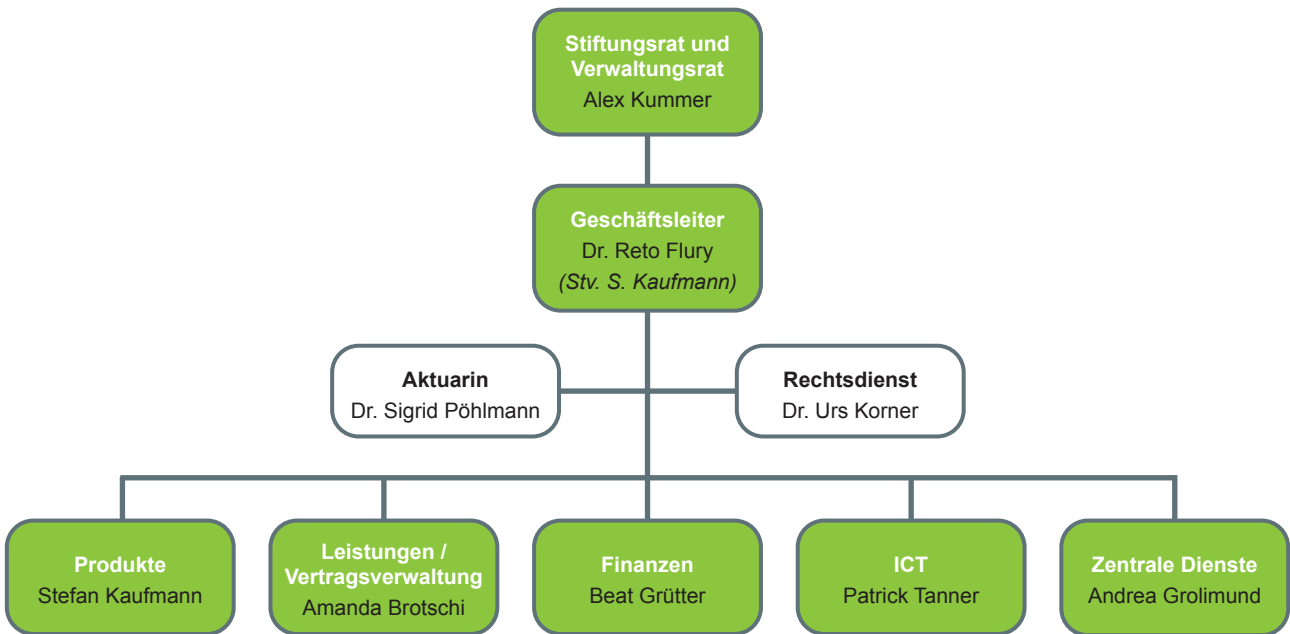 Stiftungsrat und
Verwaltungsrat
Alex Kummer
Geschäftsleiter
Dr. Reto Flury
(Stv. S. Kaufmann)
Aktuarin
Dr. Sigrid Pöhlmann
Rechtsdienst
Dr. Urs Korner
Produkte
Stefan Kaufmann
Leistungen /
Vertragsverwaltung
Amanda Brotschi
Finanzen
Beat Grütter
ICT
Patrick Tanner
Zentrale Dienste
Andrea Grolimund